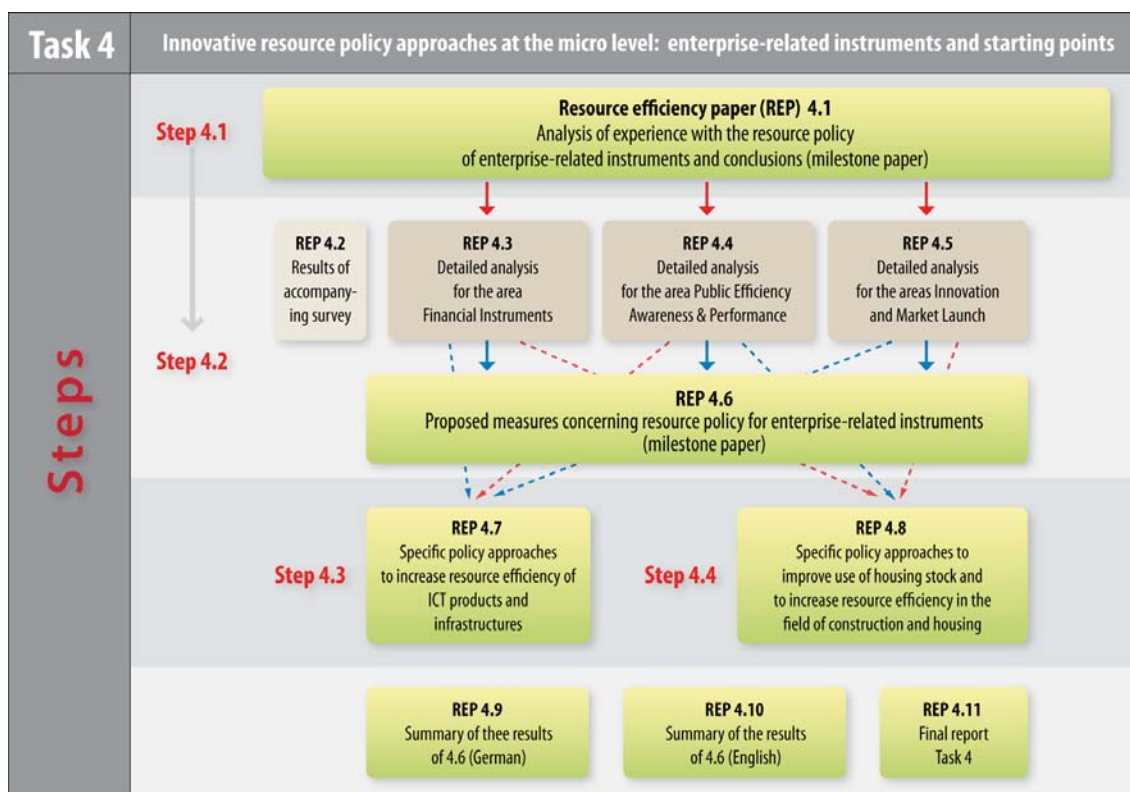 Task 4
Innovative resource policy approaches at the micro level: enterprise-related instruments and starting points
Steps
Step 4.1
Resource efficiency paper (REP) 4.1
Analysis of experience with the resource policy
of enterprise-related instruments and conclusions (milestone paper)
Step 4.2
REP 4.2
Results of
accompany-
ing survey
REP 4.3
Detailed analysis
for the area
Financial Instruments
REP 4.4
Detailed analysis
for the area Public Efficiency
Awareness & Performance
REP 4.5
Detailed analysis
for the areas Innovation
and Market Launch
REP 4.6
Proposed measures concerning resource policy for enterprise-related instruments
(milestone paper)
Step 4.3
REP 4.7
Specific policy approaches
to increase resource efficiency of
ICT products and
infrastructures
Step 4.4
REP 4.8
Specific policy approaches to
improve use of housing stock and
to increase resource efficiency in the
field of construction and housing
REP 4.9
Summary of thee results
of 4.6 (German)
REP 4.10
Summary of the results
of 4.6 (English)
REP 4.11
Final report
Task 4